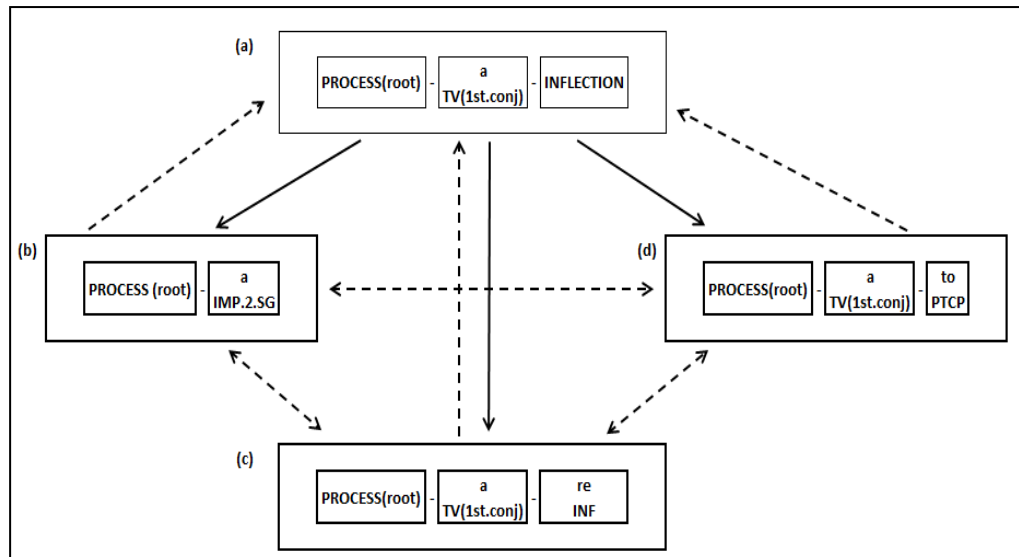 (a)
PROCESS(root) - a - INFLECTION
TV(1st.conj)
(b)
PROCESS (root) - a
IMP.2.SG
(d)
PROCESS(root) - a - to
TV(1st.conj) PTCP
(c)
PROCESS(root) - a - re
TV(1st.conj) INF